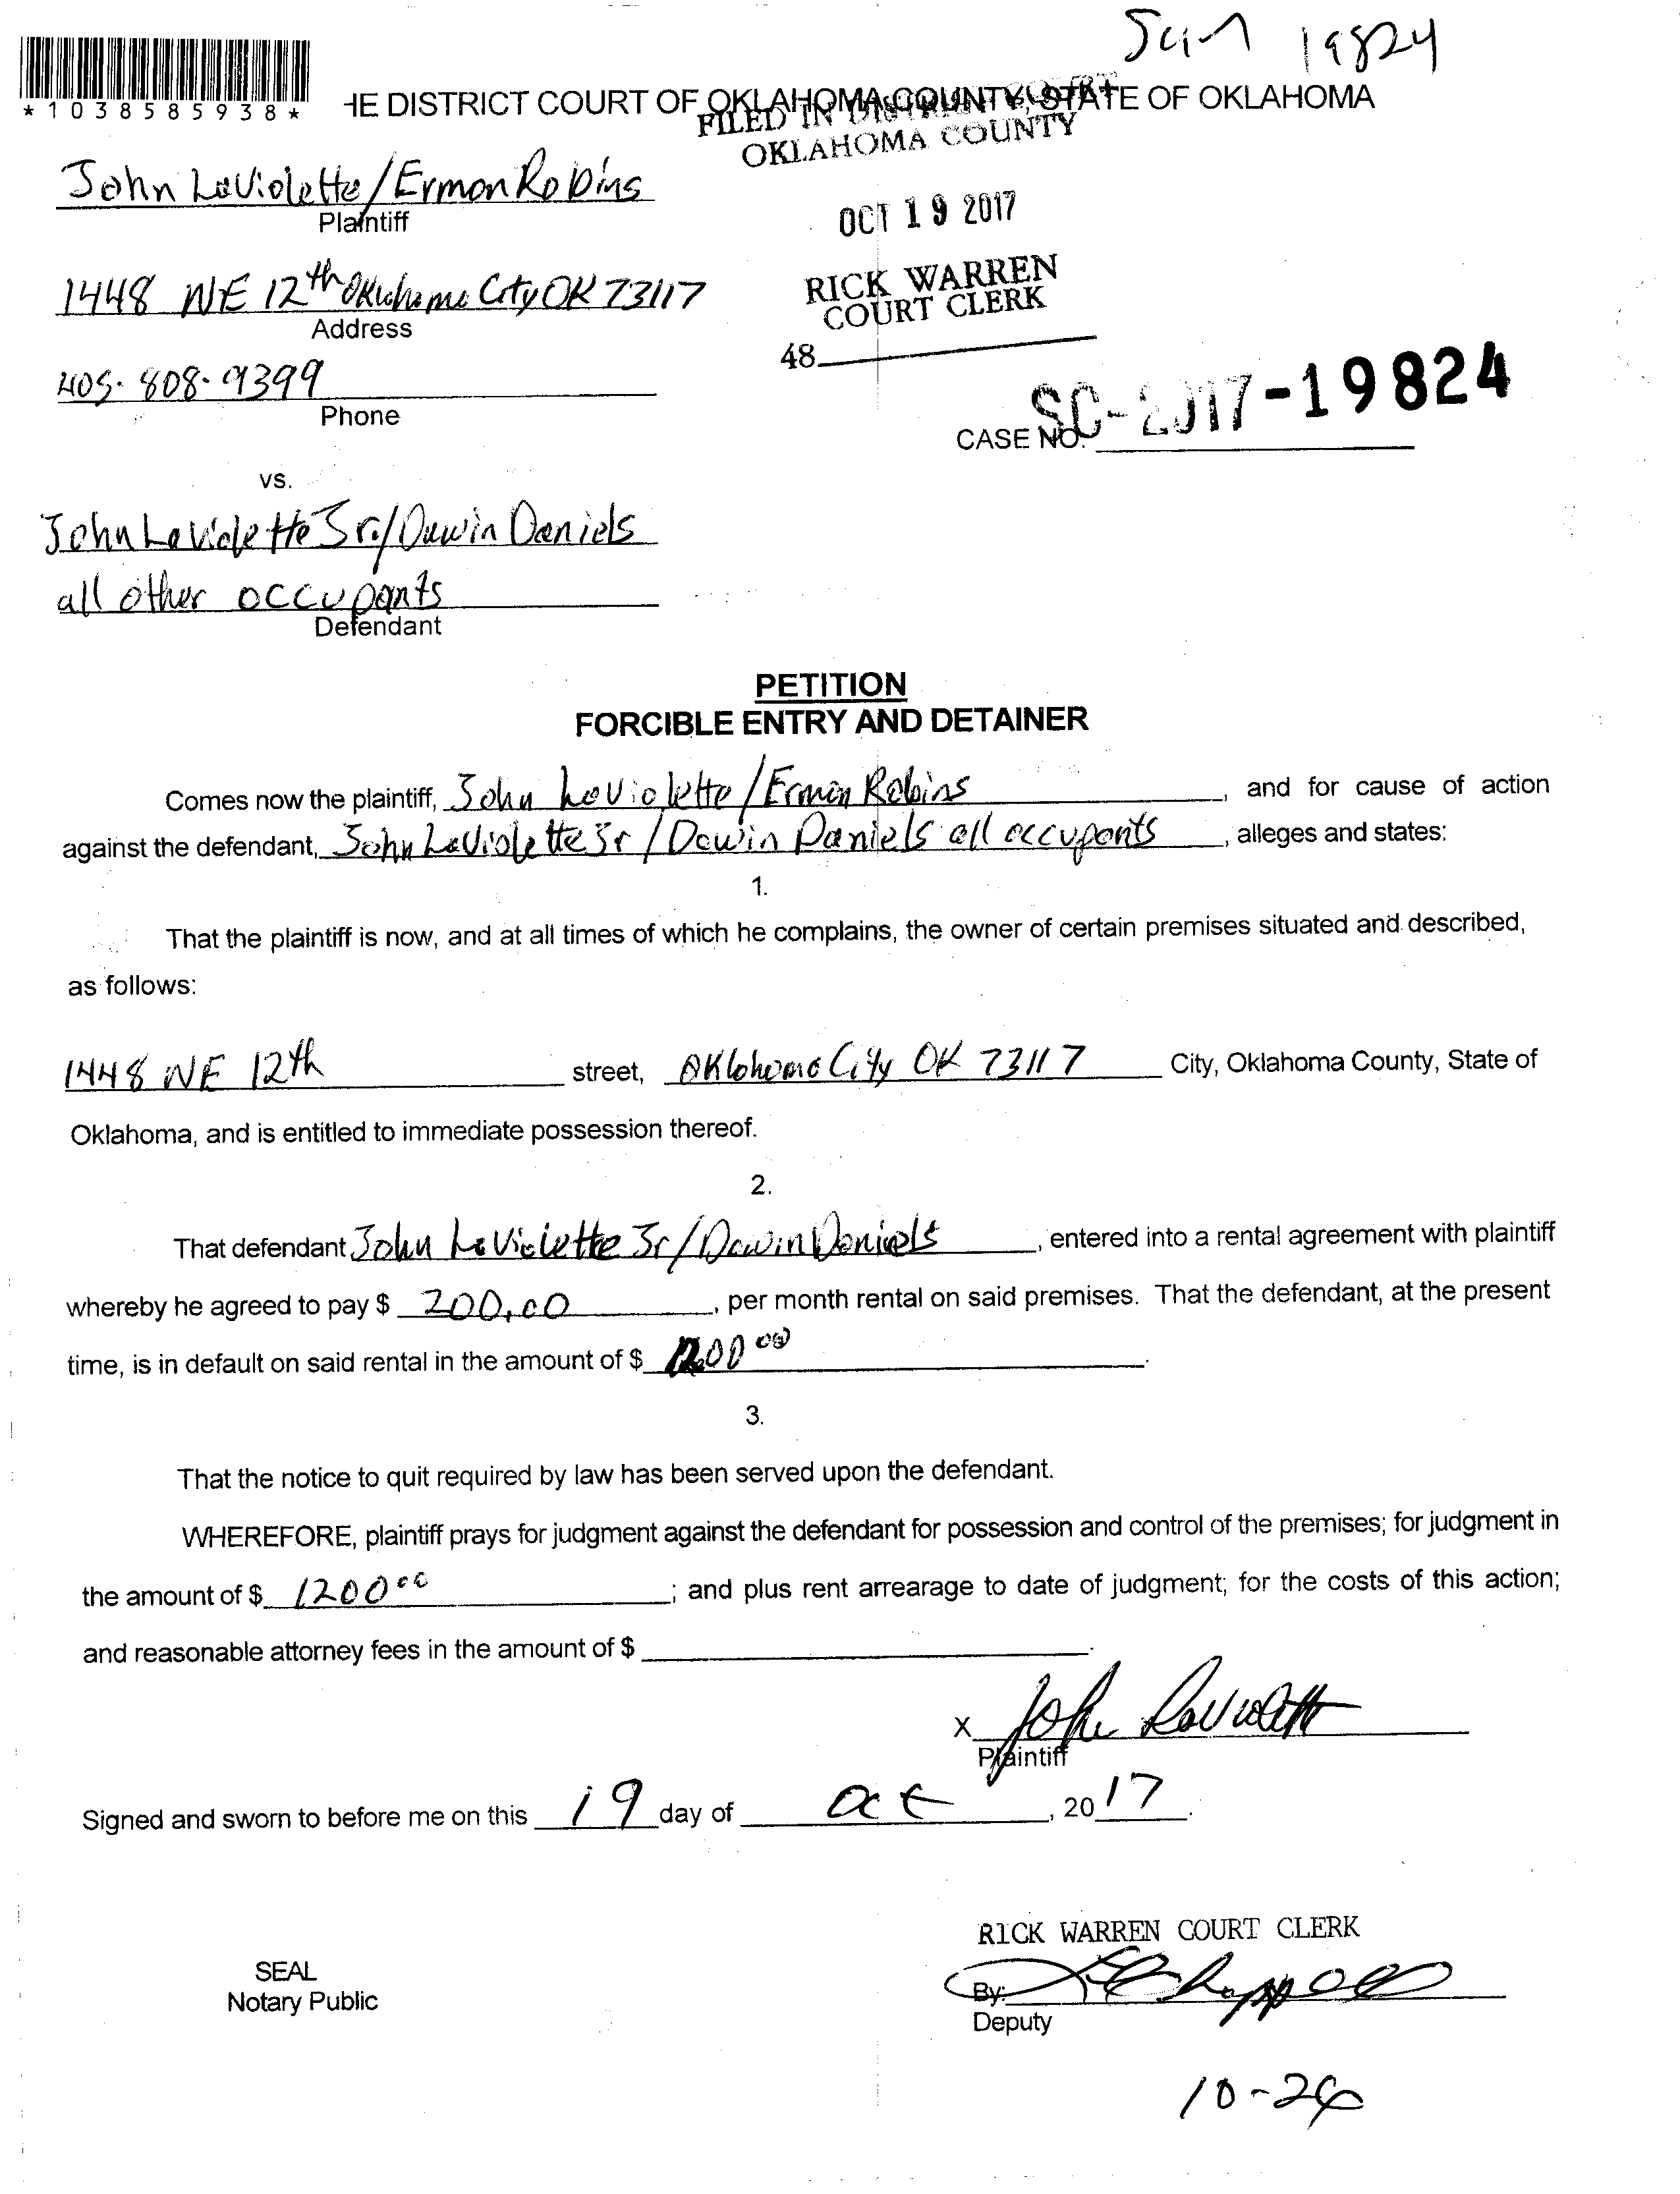 SC17 19824
*1038585938*
HE DISTRICT COURT OF OKLAHOMA COUNTY, STATE OF OKLAHOMA
FILED IN DISTRICT COURT
OKLAHOMA COUNTY
John LaViolette/Ermon Robins
Plaintiff
OCT 19 2017
1448 NE 12th Oklahoma City OK 73117
Address
RICK WARREN
COURT CLERK
48
405-808-9399
Phone
SC-2017-19824
CASE NO.
vs.
John LaViolette Jr./Dawin Daniels
all other occupants
Defendant
PETITION
FORCIBLE ENTRY AND DETAINER
Comes now the plaintiff, John LaViolette/Ermon Robins, and for cause of action
against the defendant, John LaViolette Jr/Dawin Daniels all occupants, alleges and states:
1.
That the plaintiff is now, and at all times of which he complains, the owner of certain premises situated and described,
as follows:
1448 NE 12th street, Oklahoma City OK 73117 City, Oklahoma County, State of
Oklahoma, and is entitled to immediate possession thereof.
2.
That defendant John LaViolette Jr/Dawin Daniels, entered into a rental agreement with plaintiff
whereby he agreed to pay $ 200.00, per month rental on said premises. That the defendant, at the present
time, is in default on said rental in the amount of $ 1200 00.
3.
That the notice to quit required by law has been served upon the defendant.
WHEREFORE, plaintiff prays for judgment against the defendant for possession and control of the premises; for judgment in
the amount of $ 1200 00; and plus rent arrearage to date of judgment; for the costs of this action;
and reasonable attorney fees in the amount of $.
x John LaViolette
Plaintiff
Signed and sworn to before me on this 19 day of Oct, 2017.
RICK WARREN COURT CLERK
SEAL
Notary Public
By:
Deputy